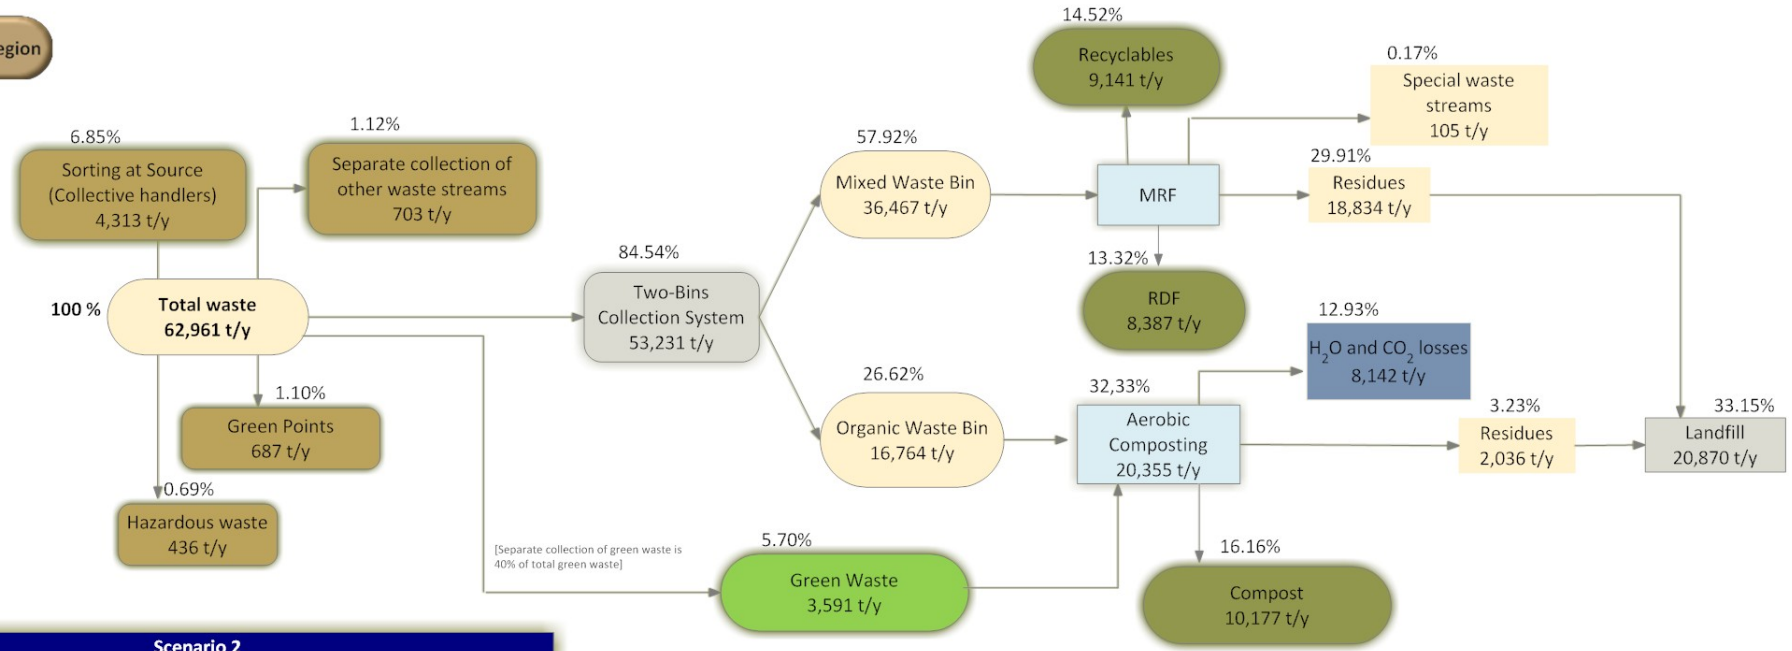 egion
6.85%
Sorting at Source
(Collective handlers)
4,313 t/y
1.12%
Separate collection of
other waste streams
703 t/y
100 %
Total waste
62,961 t/y
1.10%
Green Points
687 t/y
0.69%
Hazardous waste
436 t/y
84.54%
Two-Bins
Collection System
53,231 t/y
[Separate collection of green waste is
40% of total green waste]
57.92%
Mixed Waste Bin
36,467 t/y
26.62%
Organic Waste Bin
16,764 t/y
5.70%
Green Waste
3,591 t/y
14.52%
Recyclables
9,141 t/y
MRF
13.32%
RDF
8,387 t/y
0.17%
Special waste
streams
105 t/y
29.91%
Residues
18,834 t/y
32,33%
Aerobic
Composting
20,355 t/y
12.93%
H₂O and CO₂ losses
8,142 t/y
3.23%
Residues
2,036 t/y
33.15%
Landfill
20,870 t/y
16.16%
Compost
10,177 t/y
Scenario 2